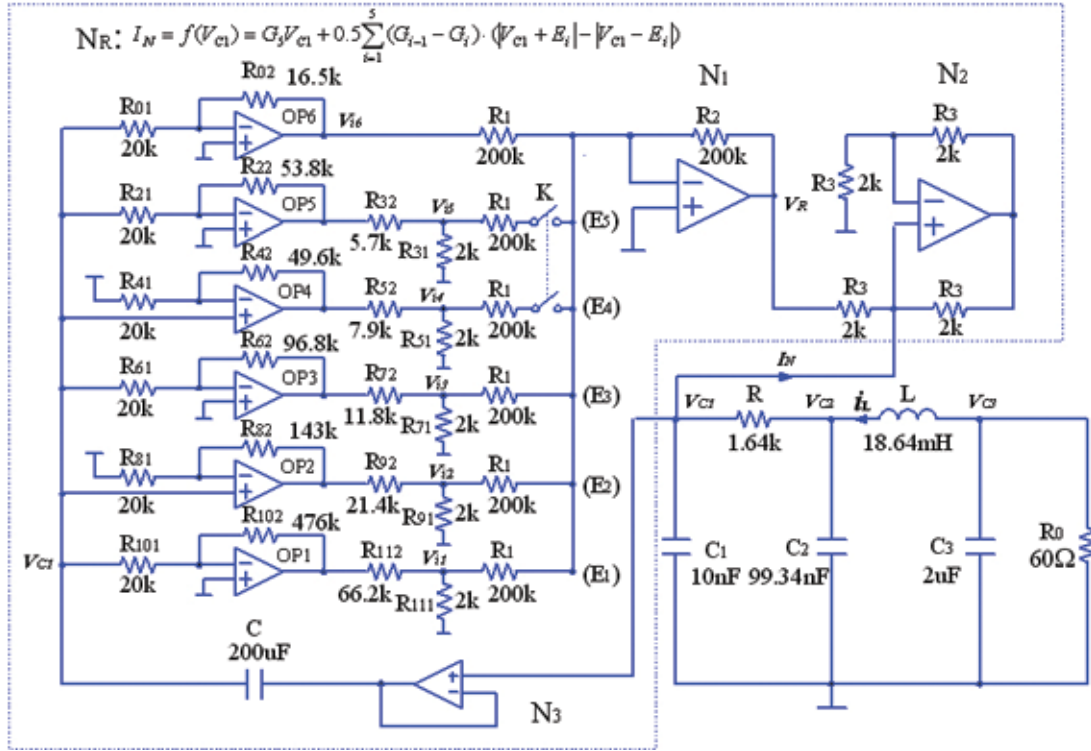 N_R: I_N = f(V_C1) = G_5 V_C1 + 0.5 ∑_{i=1}^{5} (G_{i-1} − G_i) · (|V_C1 + E_i| − |V_C1 − E_i|)
R02 16.5k
R01 20k
OP6
Vi6
R1 200k
N1
R2 200k
VR
N2
R3 2k
R3 2k
R3 2k
R3 2k
R22 53.8k
R21 20k
OP5
R32 5.7k
Vi5
R31 2k
R1 200k
K
(E5)
R42 49.6k
R41 20k
OP4
R52 7.9k
Vi4
R51 2k
R1 200k
(E4)
R62 96.8k
R61 20k
OP3
R72 11.8k
Vi3
R71 2k
R1 200k
(E3)
R82 143k
R81 20k
OP2
R92 21.4k
Vi2
R91 2k
R1 200k
(E2)
R102 476k
VC1
R101 20k
OP1
R112 66.2k
Vi1
R111 2k
R1 200k
(E1)
C
200uF
N3
IN
VC1
R
1.64k
VC2
iL
L
18.64mH
VC3
C1
10nF
C2
99.34nF
C3
2uF
R0
60Ω